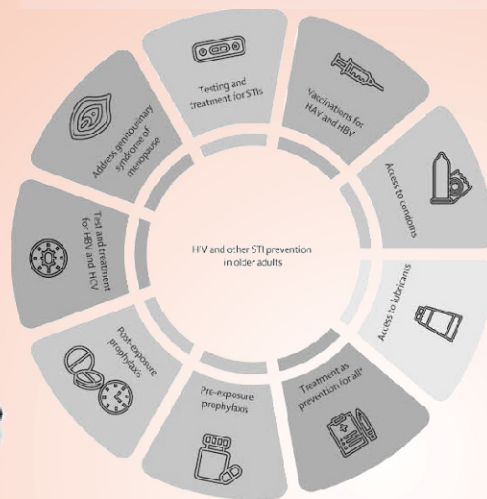 HIV and other STI prevention
in older adults
Testing and
treatment for STIs
Vaccinations for
HAV and HBV
Access to condoms
Access to lubricants
Treatment as
prevention for all*
Pre-exposure
prophylaxis
Post-exposure
prophylaxis
Test and treatment
for HBV and HCV
Address genitourinary
syndrome of
menopause